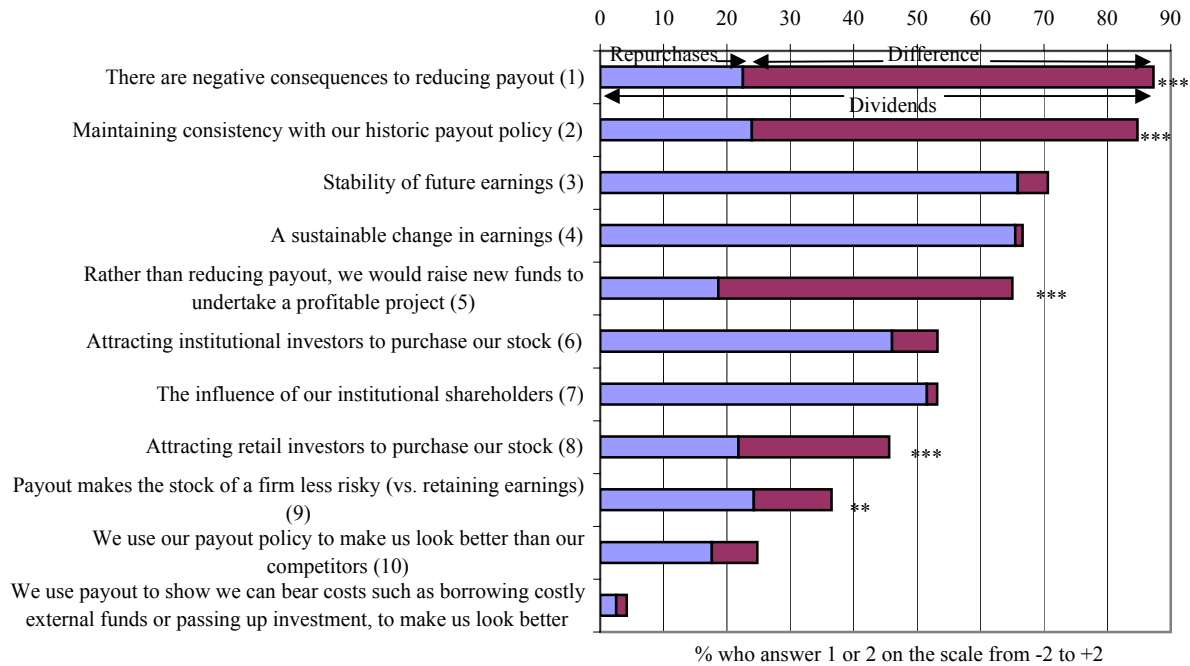 0 10 20 30 40 50 60 70 80 90
Repurchases Difference
There are negative consequences to reducing payout (1) ***
Dividends
Maintaining consistency with our historic payout policy (2) ***
Stability of future earnings (3)
A sustainable change in earnings (4)
Rather than reducing payout, we would raise new funds to
undertake a profitable project (5) ***
Attracting institutional investors to purchase our stock (6)
The influence of our institutional shareholders (7)
Attracting retail investors to purchase our stock (8) ***
Payout makes the stock of a firm less risky (vs. retaining earnings)
(9) **
We use our payout policy to make us look better than our
competitors (10)
We use payout to show we can bear costs such as borrowing costly
external funds or passing up investment, to make us look better
% who answer 1 or 2 on the scale from -2 to +2